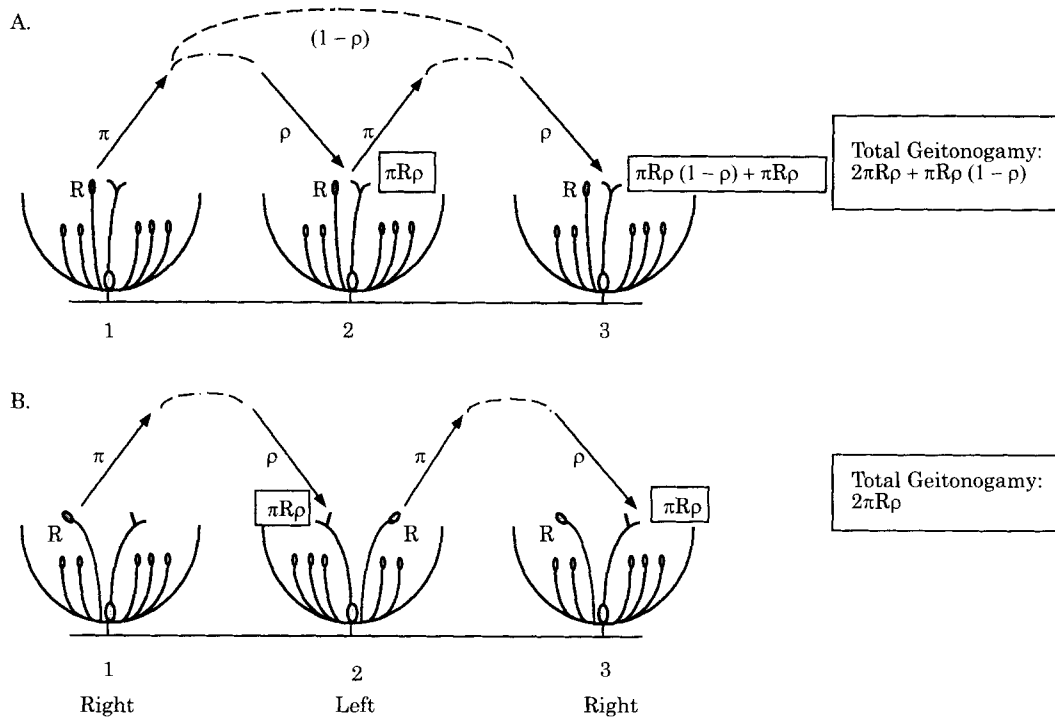 A.
(1 – ρ)
π
ρ
π
ρ
R
R
πRρ
R
πRρ (1 – ρ) + πRρ
Total Geitonogamy:
2πRρ + πRρ (1 – ρ)
1
2
3
B.
π
ρ
π
ρ
R
πRρ
R
R
πRρ
Total Geitonogamy:
2πRρ
1
2
3
Right
Left
Right